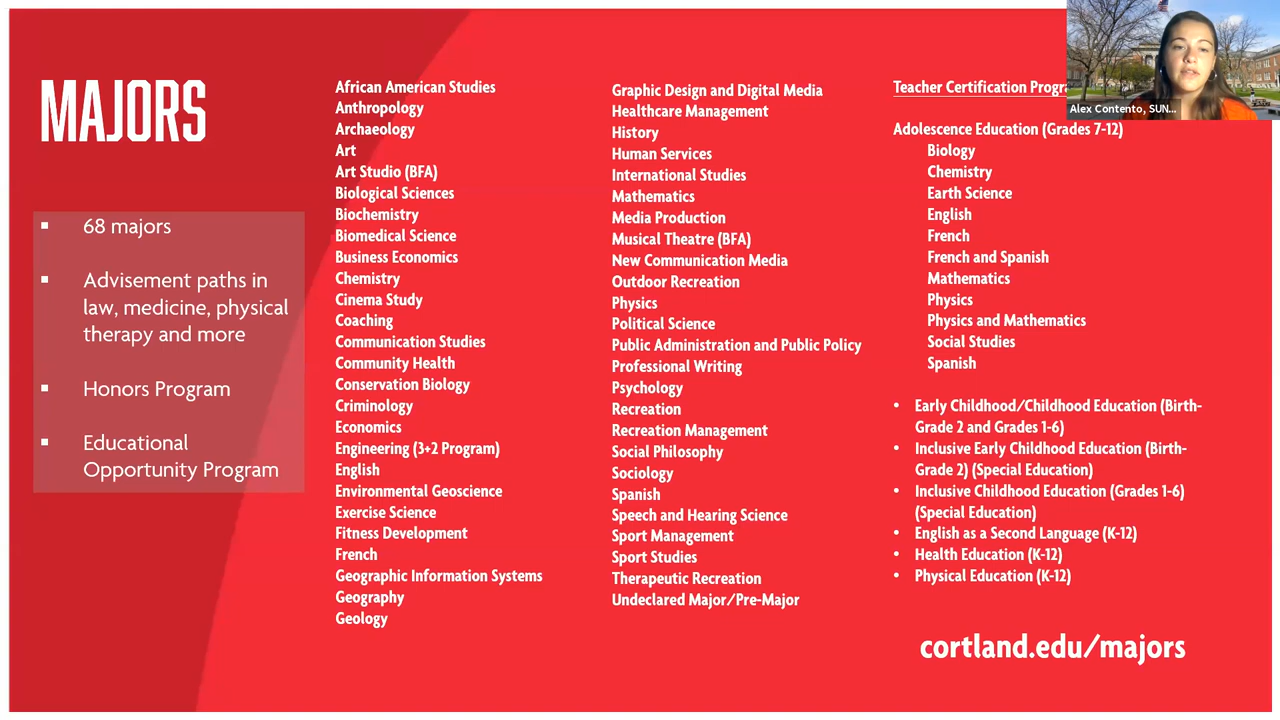 MAJORS
68 majors
Advisement paths in
law, medicine, physical
therapy and more
Honors Program
Educational
Opportunity Program
African American Studies
Anthropology
Archaeology
Art
Art Studio (BFA)
Biological Sciences
Biochemistry
Biomedical Science
Business Economics
Chemistry
Cinema Study
Coaching
Communication Studies
Community Health
Conservation Biology
Criminology
Economics
Engineering (3+2 Program)
English
Environmental Geoscience
Exercise Science
Fitness Development
French
Geographic Information Systems
Geography
Geology
Graphic Design and Digital Media
Healthcare Management
History
Human Services
International Studies
Mathematics
Media Production
Musical Theatre (BFA)
New Communication Media
Outdoor Recreation
Physics
Political Science
Public Administration and Public Policy
Professional Writing
Psychology
Recreation
Recreation Management
Social Philosophy
Sociology
Spanish
Speech and Hearing Science
Sport Management
Sport Studies
Therapeutic Recreation
Undeclared Major/Pre-Major
Teacher Certification
Adolescence Education (Grades 7-12)
Biology
Chemistry
Earth Science
English
French
French and Spanish
Mathematics
Physics
Physics and Mathematics
Social Studies
Spanish
• Early Childhood/Childhood Education (Birth-
Grade 2 and Grades 1-6)
• Inclusive Early Childhood Education (Birth-
Grade 2) (Special Education)
• Inclusive Childhood Education (Grades 1-6)
(Special Education)
• English as a Second Language (K-12)
• Health Education (K-12)
• Physical Education (K-12)
cortland.edu/majors
Alex Contento, SUN...